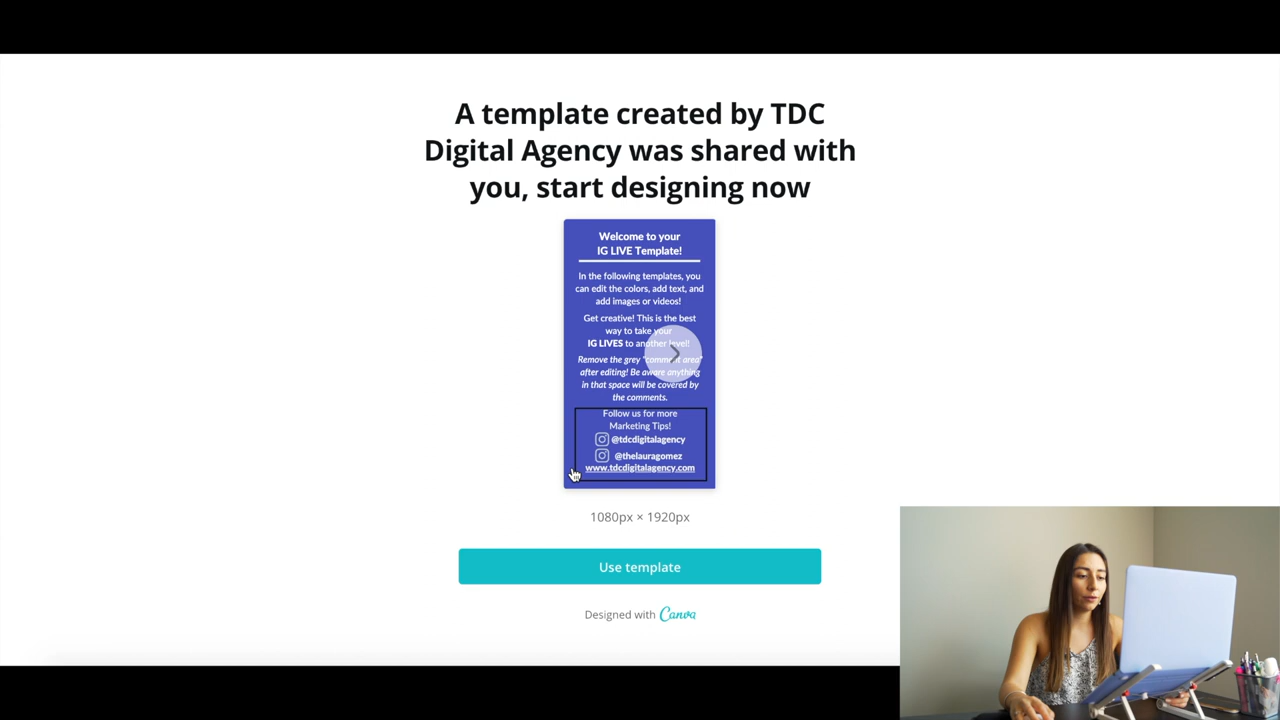 A template created by TDC
Digital Agency was shared with
you, start designing now
Welcome to your
IG LIVE Template!
In the following templates, you
can edit the colors, add text, and
add images or videos!
Get creative! This is the best
way to take your
IG LIVES to another level!
Remove the grey "comment area"
after editing! Be aware anything
in that space will be covered by
the comments.
Follow us for more
Marketing Tips!
@tdcdigitalagency
@thelauragomez
www.tdcdigitalagency.com
1080px × 1920px
Use template
Designed with Canva